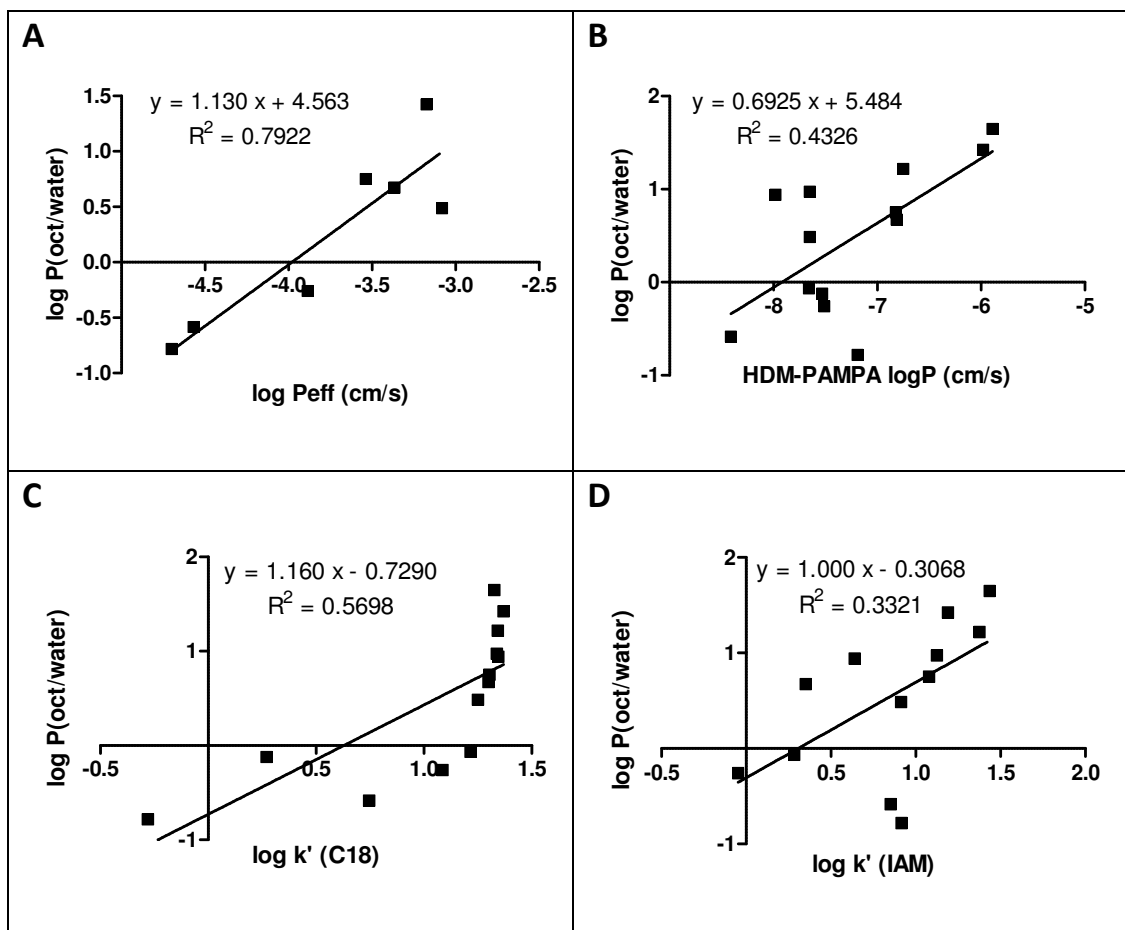 A
y = 1.130 x + 4.563
R² = 0.7922
1.5
1.0
0.5
0.0
-0.5
-1.0
-4.5
-4.0
-3.5
-3.0
-2.5
log P(oct/water)
log Peff (cm/s)
B
y = 0.6925 x + 5.484
R² = 0.4326
2
1
0
-1
-8
-7
-6
-5
log P(oct/water)
HDM-PAMPA logP (cm/s)
C
y = 1.160 x - 0.7290
R² = 0.5698
2
1
-1
-0.5
0.5
1.0
1.5
log P(oct/water)
log k' (C18)
D
y = 1.000 x - 0.3068
R² = 0.3321
2
1
-1
-0.5
0.5
1.0
1.5
2.0
log P(oct/water)
log k' (IAM)